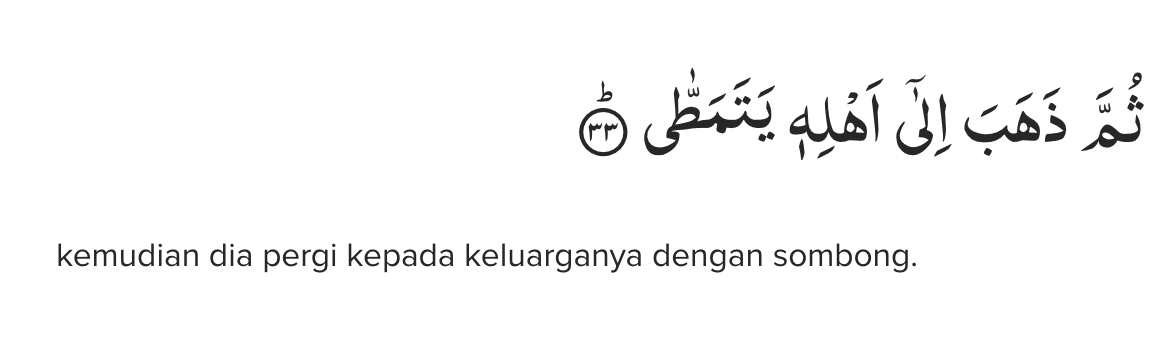 ثُمَّ ذَهَبَ اِلٰٓى اَهْلِهٖ يَتَمَطّٰىۗ ۝٣٣
kemudian dia pergi kepada keluarganya dengan sombong.